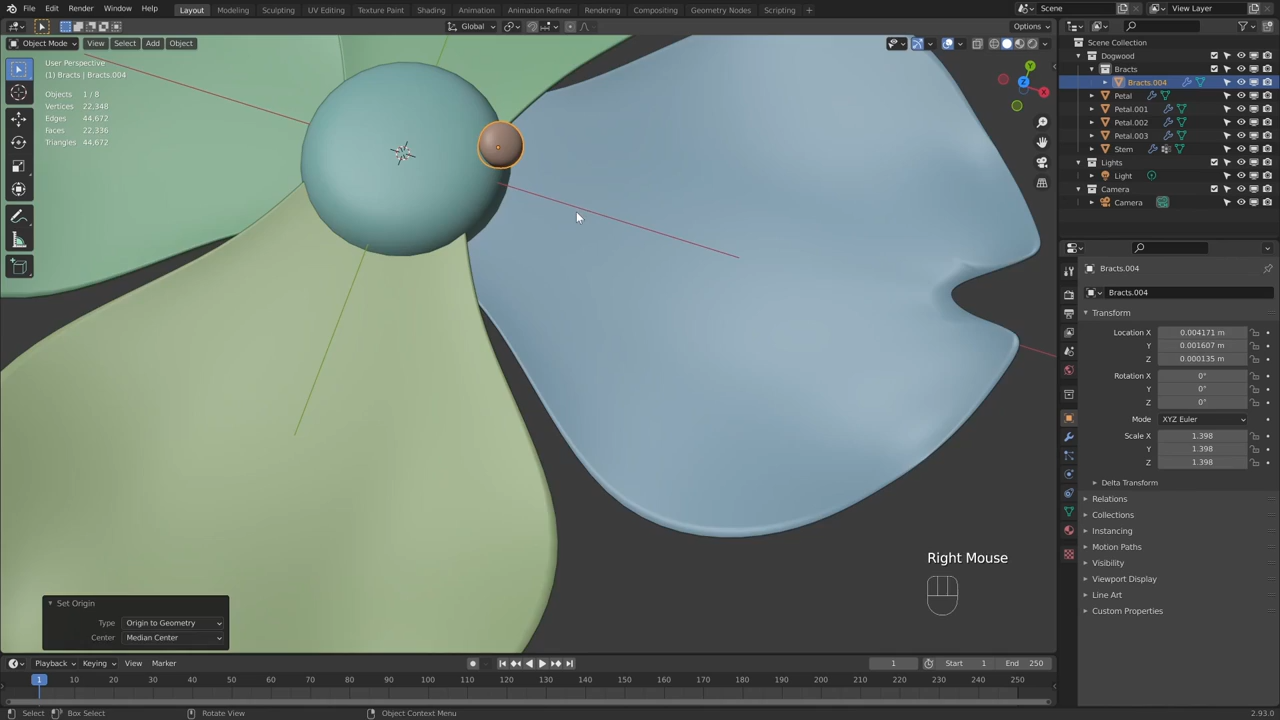 File Edit Render Window Help Layout Modeling Sculpting UV Editing Texture Paint Shading Animation Animation Refiner Rendering Compositing Geometry Nodes Scripting + Scene View Layer
Global Options
Object Mode View Select Add Object
User Perspective
(1) Bracts | Bracts.004
Objects 1 / 8
Vertices 22,348
Edges 44,672
Faces 22,336
Triangles 44,672
Z
Y
X
Right Mouse
Set Origin
Type Origin to Geometry
Center Median Center
Scene Collection
Dogwood
Bracts
Bracts.004
Petal
Petal.001
Petal.002
Petal.003
Stem
Lights
Light
Camera
Camera
Bracts.004
Bracts.004
Transform
Location X 0.004171 m
Y 0.001607 m
Z 0.000135 m
Rotation X 0°
Y 0°
Z 0°
Mode XYZ Euler
Scale X 1.398
Y 1.398
Z 1.398
Delta Transform
Relations
Collections
Instancing
Motion Paths
Visibility
Viewport Display
Line Art
Custom Properties
Playback Keying View Marker 1 Start 1 End 250
1 10 20 30 40 50 60 70 80 90 100 110 120 130 140 150 160 170 180 190 200 210 220 230 240 250
Select Box Select Rotate View Object Context Menu 2.93.0